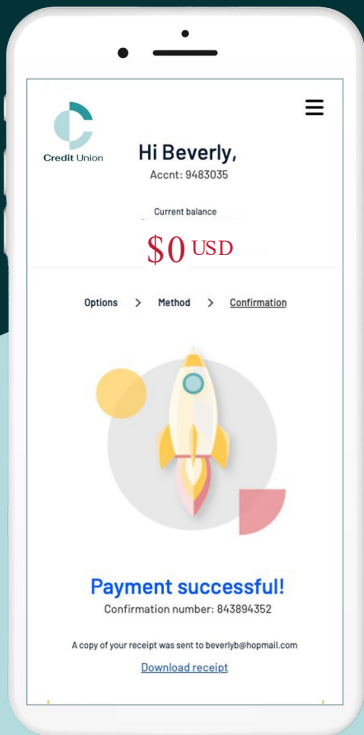 Credit Union
Hi Beverly,
Accnt: 9483035
Current balance
$0 USD
Options > Method > Confirmation
Payment successful!
Confirmation number: 843894352
A copy of your receipt was sent to beverlyb@hopmail.com
Download receipt